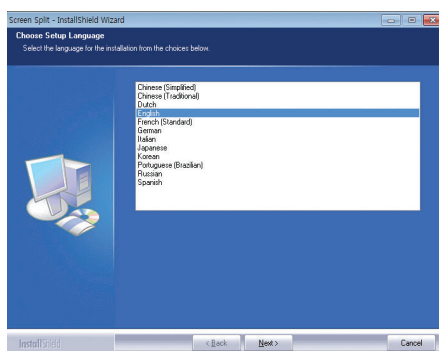 Screen Split - InstallShield Wizard
Choose Setup Language
Select the language for the installation from the choices below.
Chinese (Simplified)
Chinese (Traditional)
Dutch
English
French (Standard)
German
Italian
Japanese
Korean
Portuguese (Brazilian)
Russian
Spanish
InstallShield
< Back
Next >
Cancel